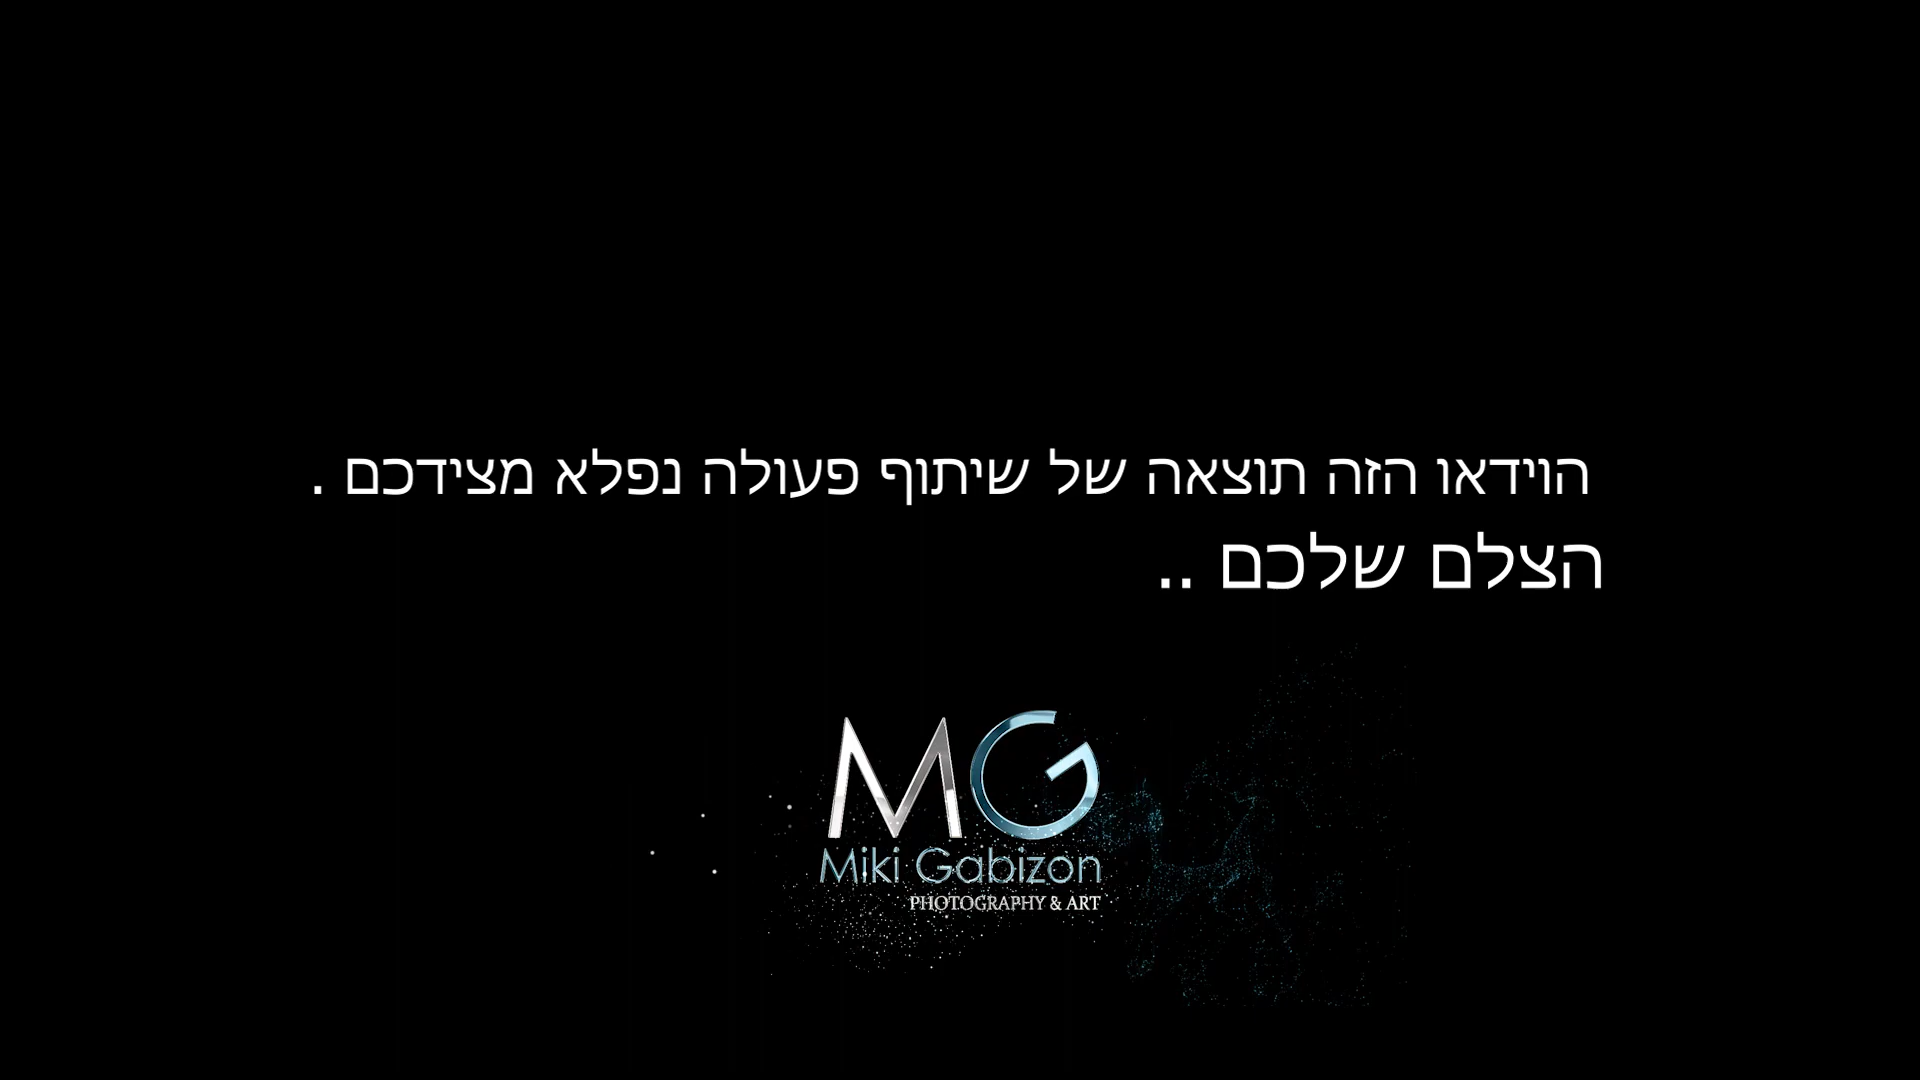 הוידאו הזה תוצאה של שיתוף פעולה נפלא מצידכם .
הצלם שלכם ..
MG
Miki Gabizon
PHOTOGRAPHY & ART